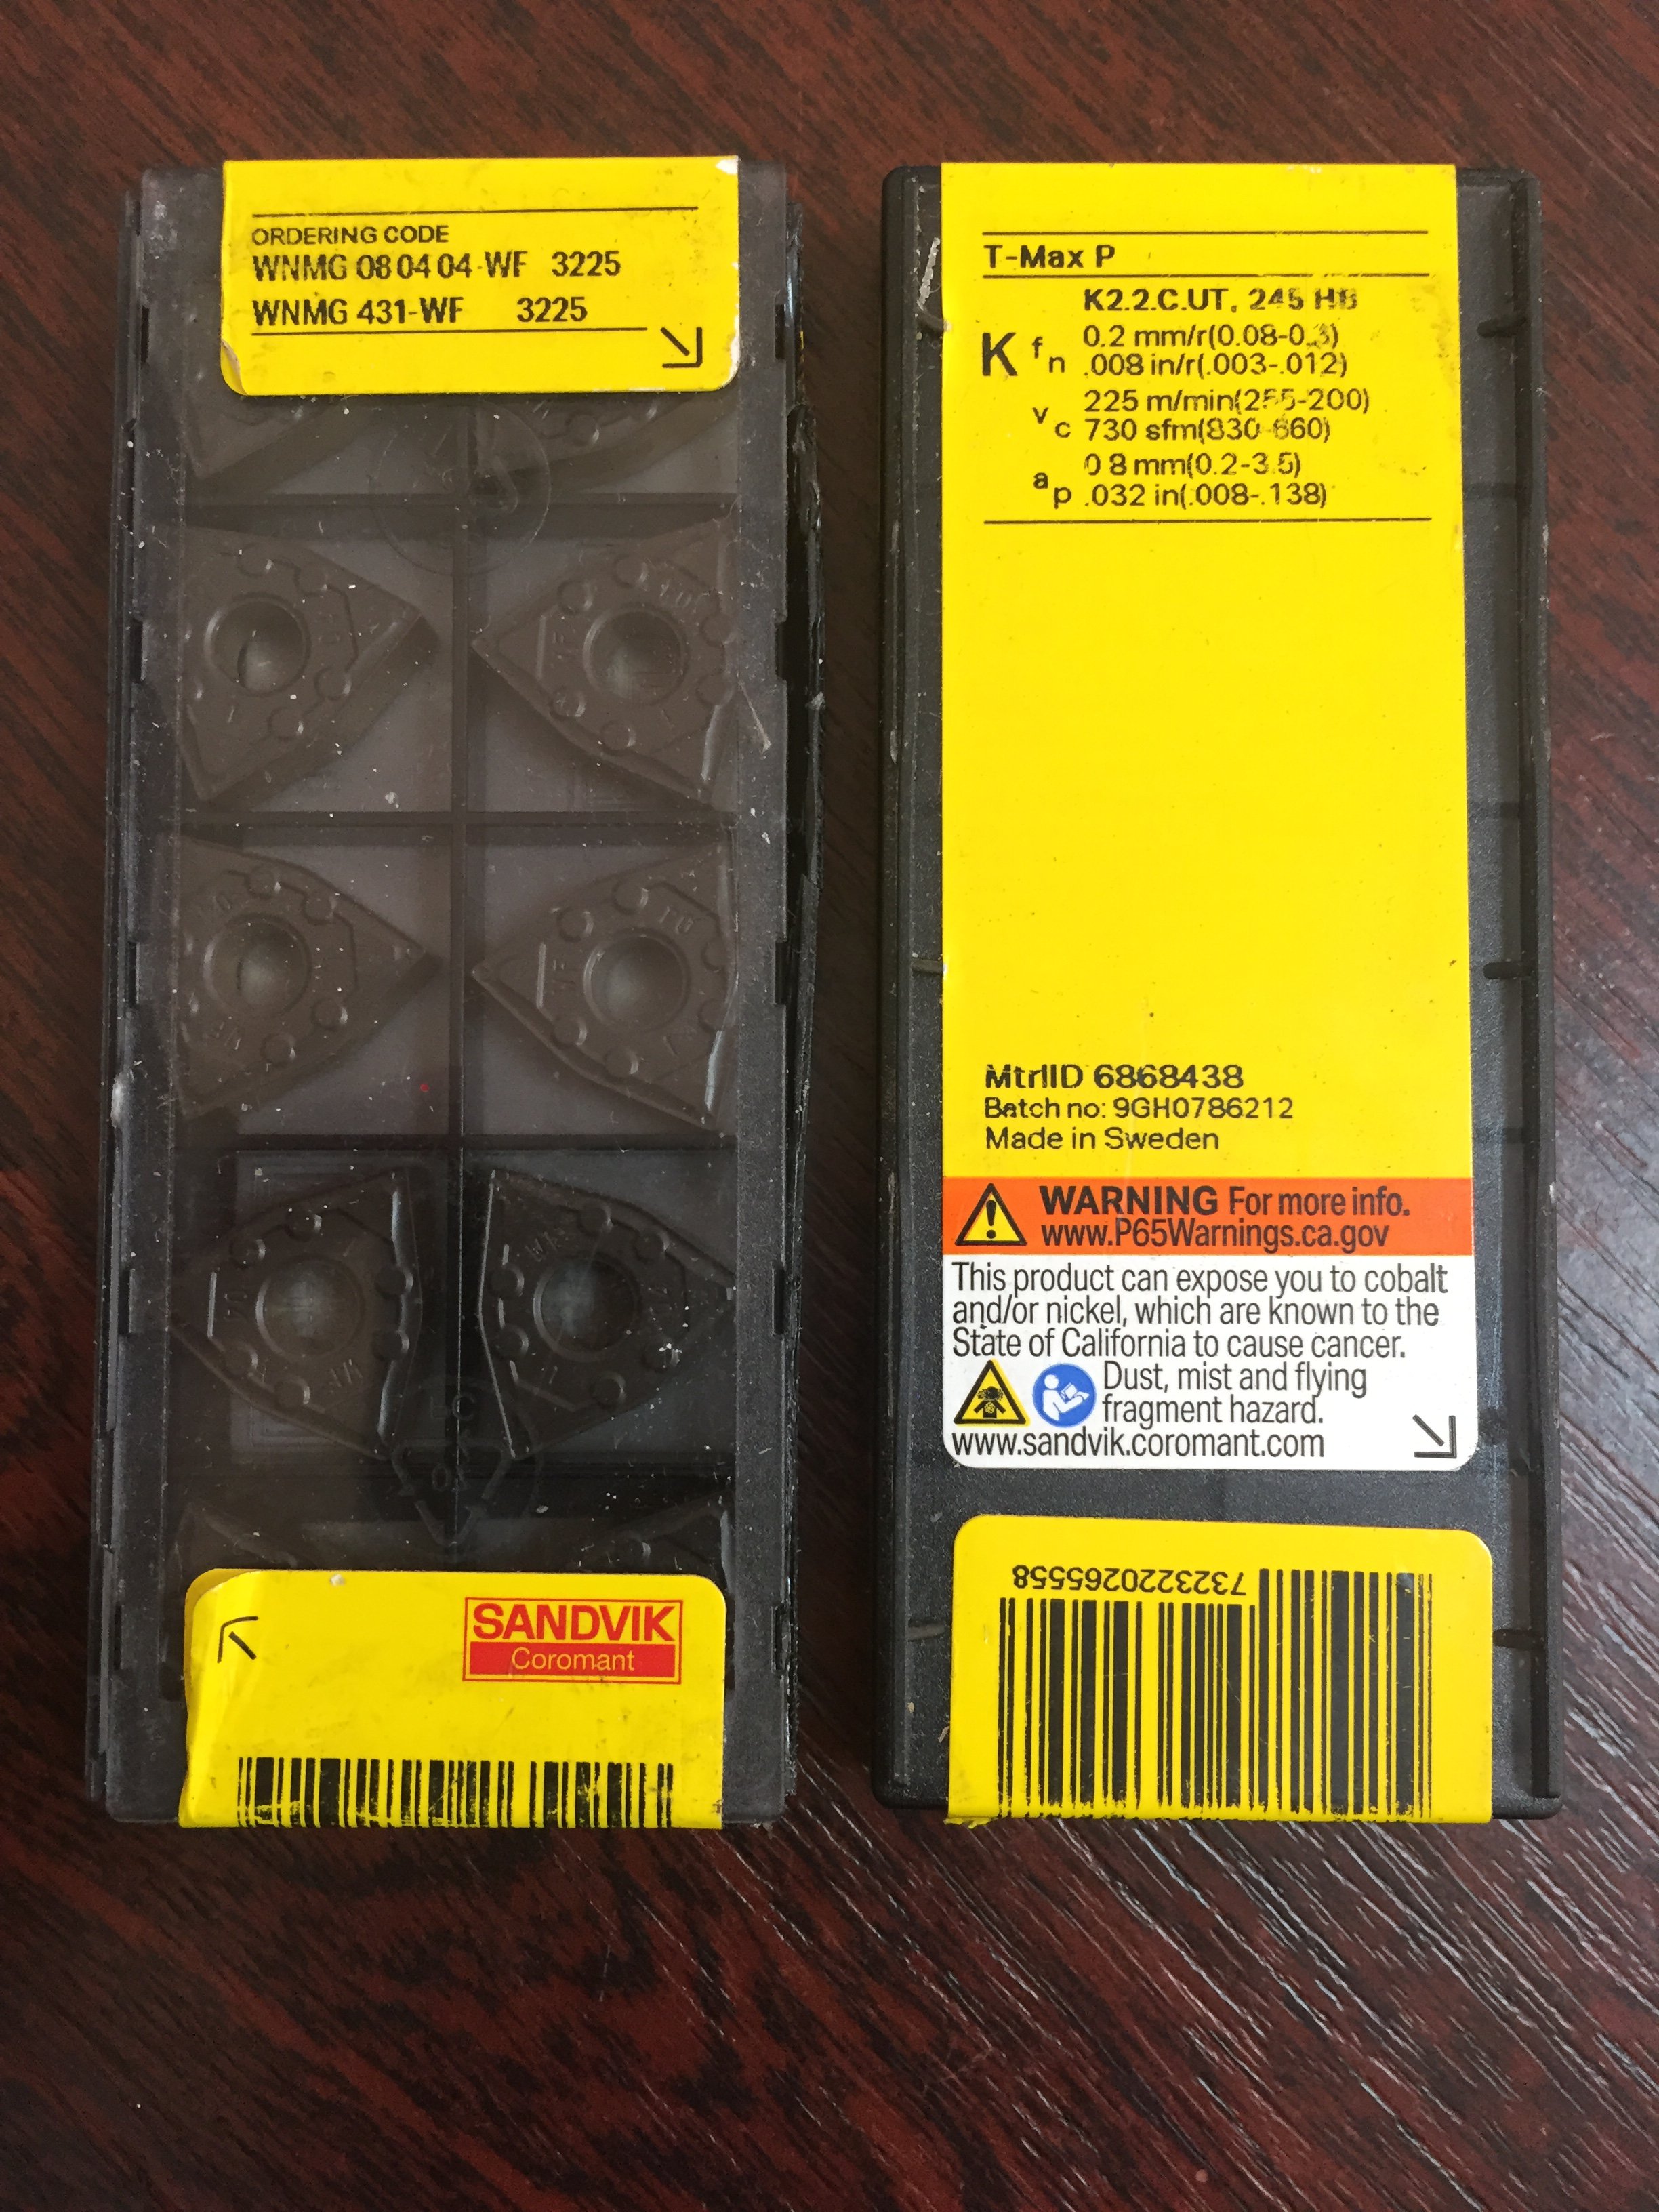 ORDERING CODE
WNMG 08 04 04-WF 3225
WNMG 431-WF 3225
SANDVIK
Coromant
T-Max P
K2.2.C.UT, 245 HB
K
f n 0.2 mm/r(0.08-0.3)
.008 in/r(.003-.012)
v c 225 m/min(255-200)
730 sfm(830-660)
a p 0 8 mm(0.2-3.5)
.032 in(.008-.138)
MtrlID 6868438
Batch no: 9GH0786212
Made in Sweden
WARNING For more info.
www.P65Warnings.ca.gov
This product can expose you to cobalt
and/or nickel, which are known to the
State of California to cause cancer.
Dust, mist and flying
fragment hazard.
www.sandvik.coromant.com
7323220265558